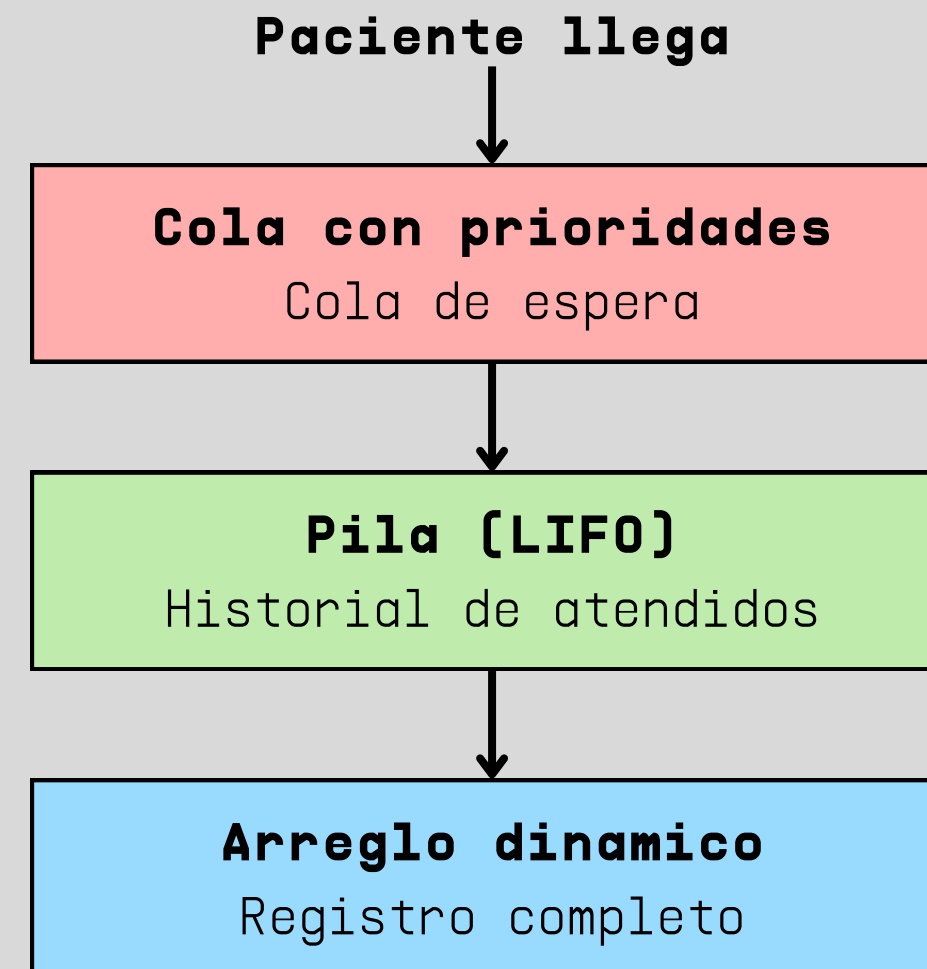 Paciente llega
Cola con prioridades
Cola de espera
Pila (LIFO)
Historial de atendidos
Arreglo dinamico
Registro completo